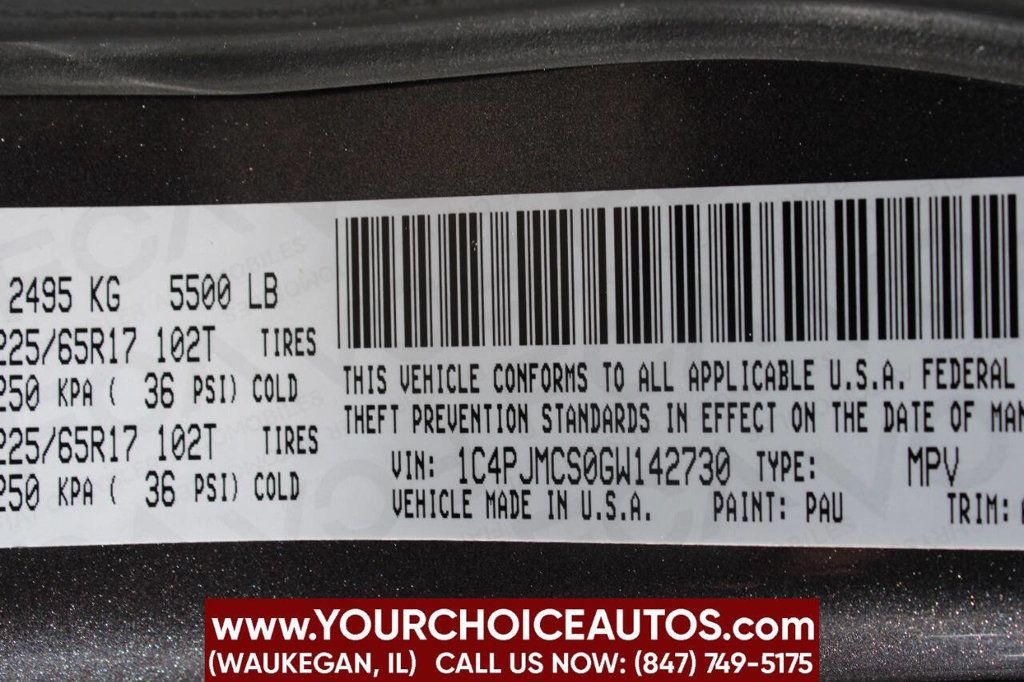 2495 KG 5500 LB
225/65R17 102T TIRES
250 KPA ( 36 PSI) COLD
225/65R17 102T TIRES
250 KPA ( 36 PSI) COLD
THIS VEHICLE CONFORMS TO ALL APPLICABLE U.S.A. FEDERAL
THEFT PREVENTION STANDARDS IN EFFECT ON THE DATE OF MAN
VIN: 1C4PJMCS0GW142730 TYPE: MPV
VEHICLE MADE IN U.S.A. PAINT: PAU TRIM:
www.YOURCHOICEAUTOS.com
(WAUKEGAN, IL) CALL US NOW: (847) 749-5175